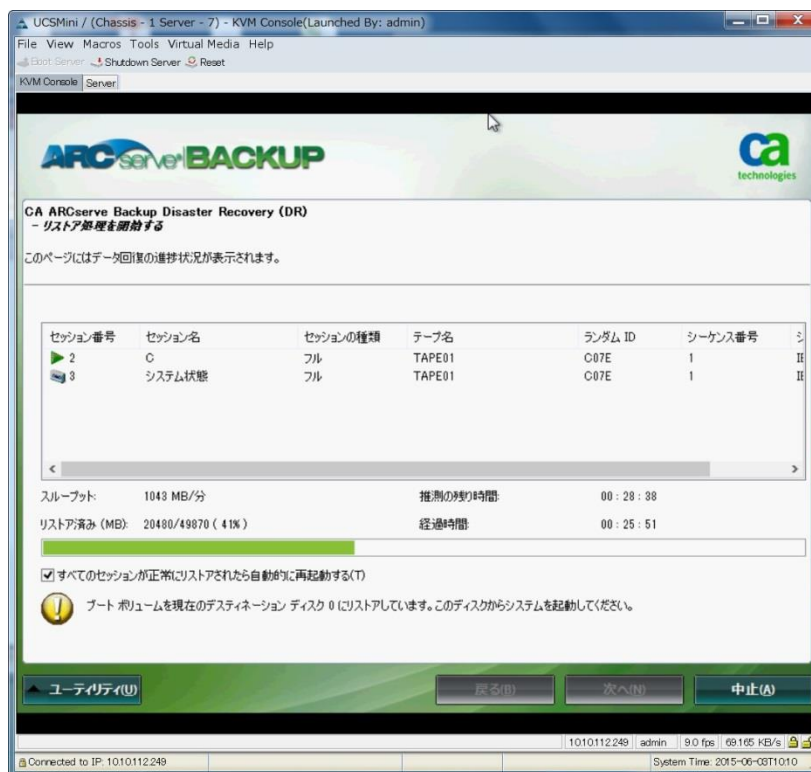 UCSMini / (Chassis - 1 Server - 7) - KVM Console(Launched By: admin)
File View Macros Tools Virtual Media Help
Boot Server Shutdown Server Reset
KVM Console Server
ARCserve BACKUP
ca technologies
CA ARCserve Backup Disaster Recovery (DR)
- リストア処理を開始する
このページにはデータ回復の進捗状況が表示されます。
セッション番号 セッション名 セッションの種類 テープ名 ランダム ID シーケンス番号 シ
2 C フル TAPE01 C07E 1
3 システム状態 フル TAPE01 C07E 1
スループット: 1043 MB/分 推測の残り時間: 00 : 28 : 38
リストア済み (MB): 20480/49870 ( 41% ) 経過時間: 00 : 25 : 51
すべてのセッションが正常にリストアされたら自動的に再起動する(T)
ブート ボリュームを現在のデスティネーション ディスク 0 にリストアしています。このディスクからシステムを起動してください。
ユーティリティ(U) 戻る(B) 次へ(N) 中止(A)
10.10.112.249 admin 9.0 fps 69.165 KB/s
Connected to IP: 10.10.112.249 System Time: 2015-06-03T10:10